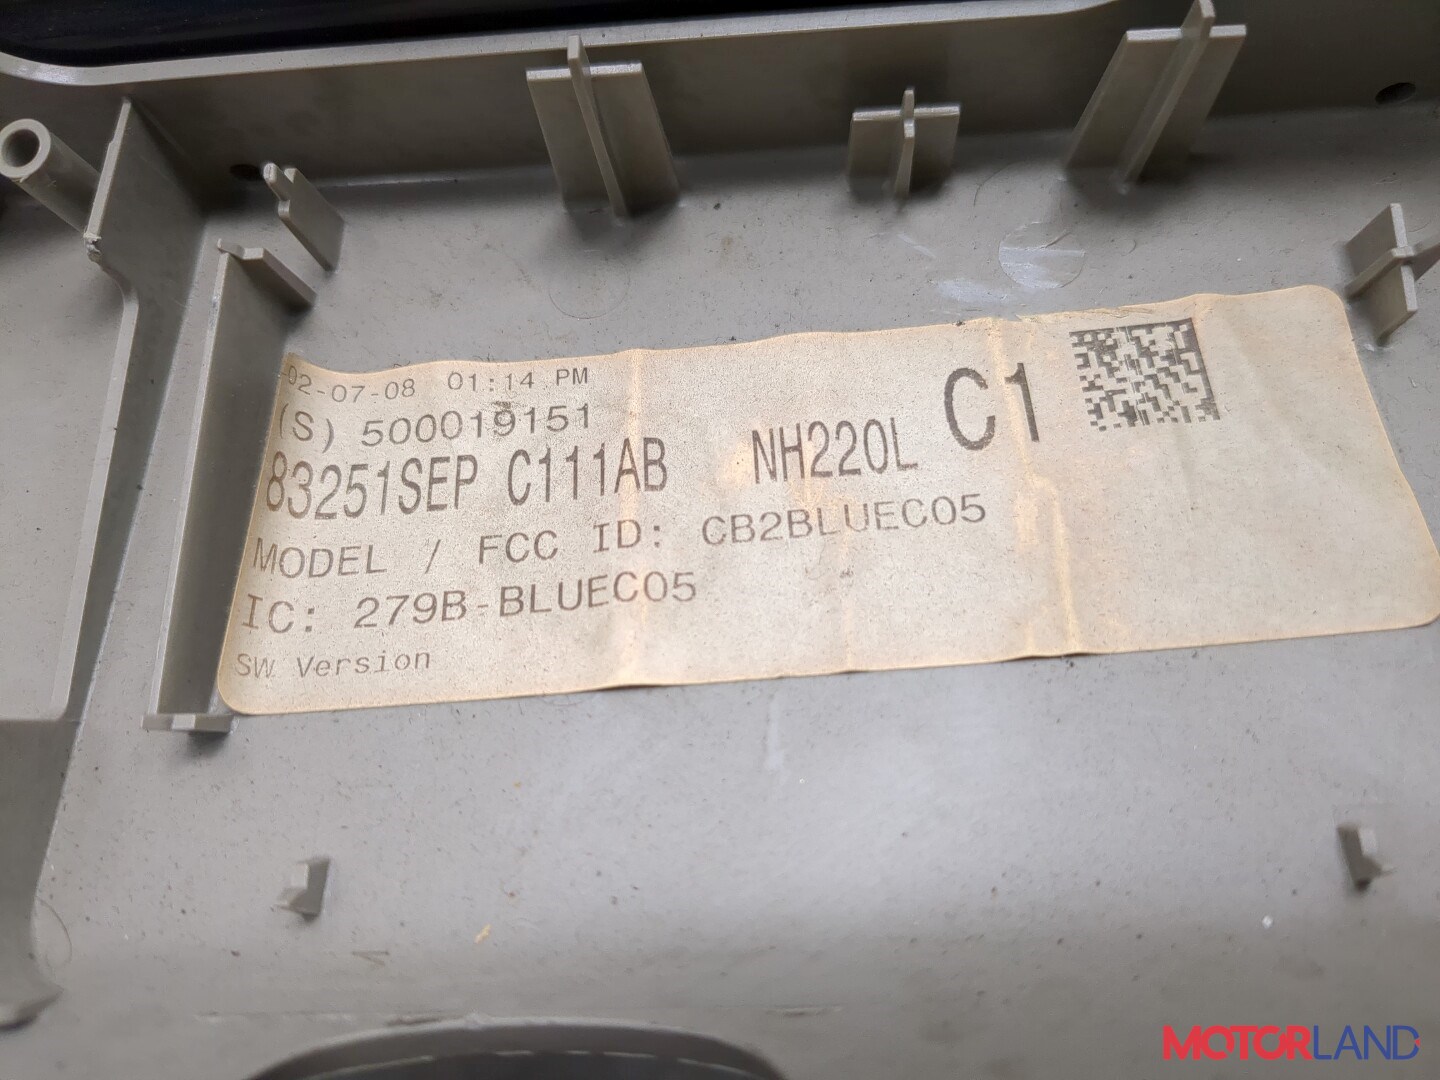 02-07-08 01:14 PM
(S) 500019151
83251SEP C111AB NH220L C1
MODEL / FCC ID: CB2BLUEC05
IC: 279B-BLUEC05
SW Version
MOTORLAND